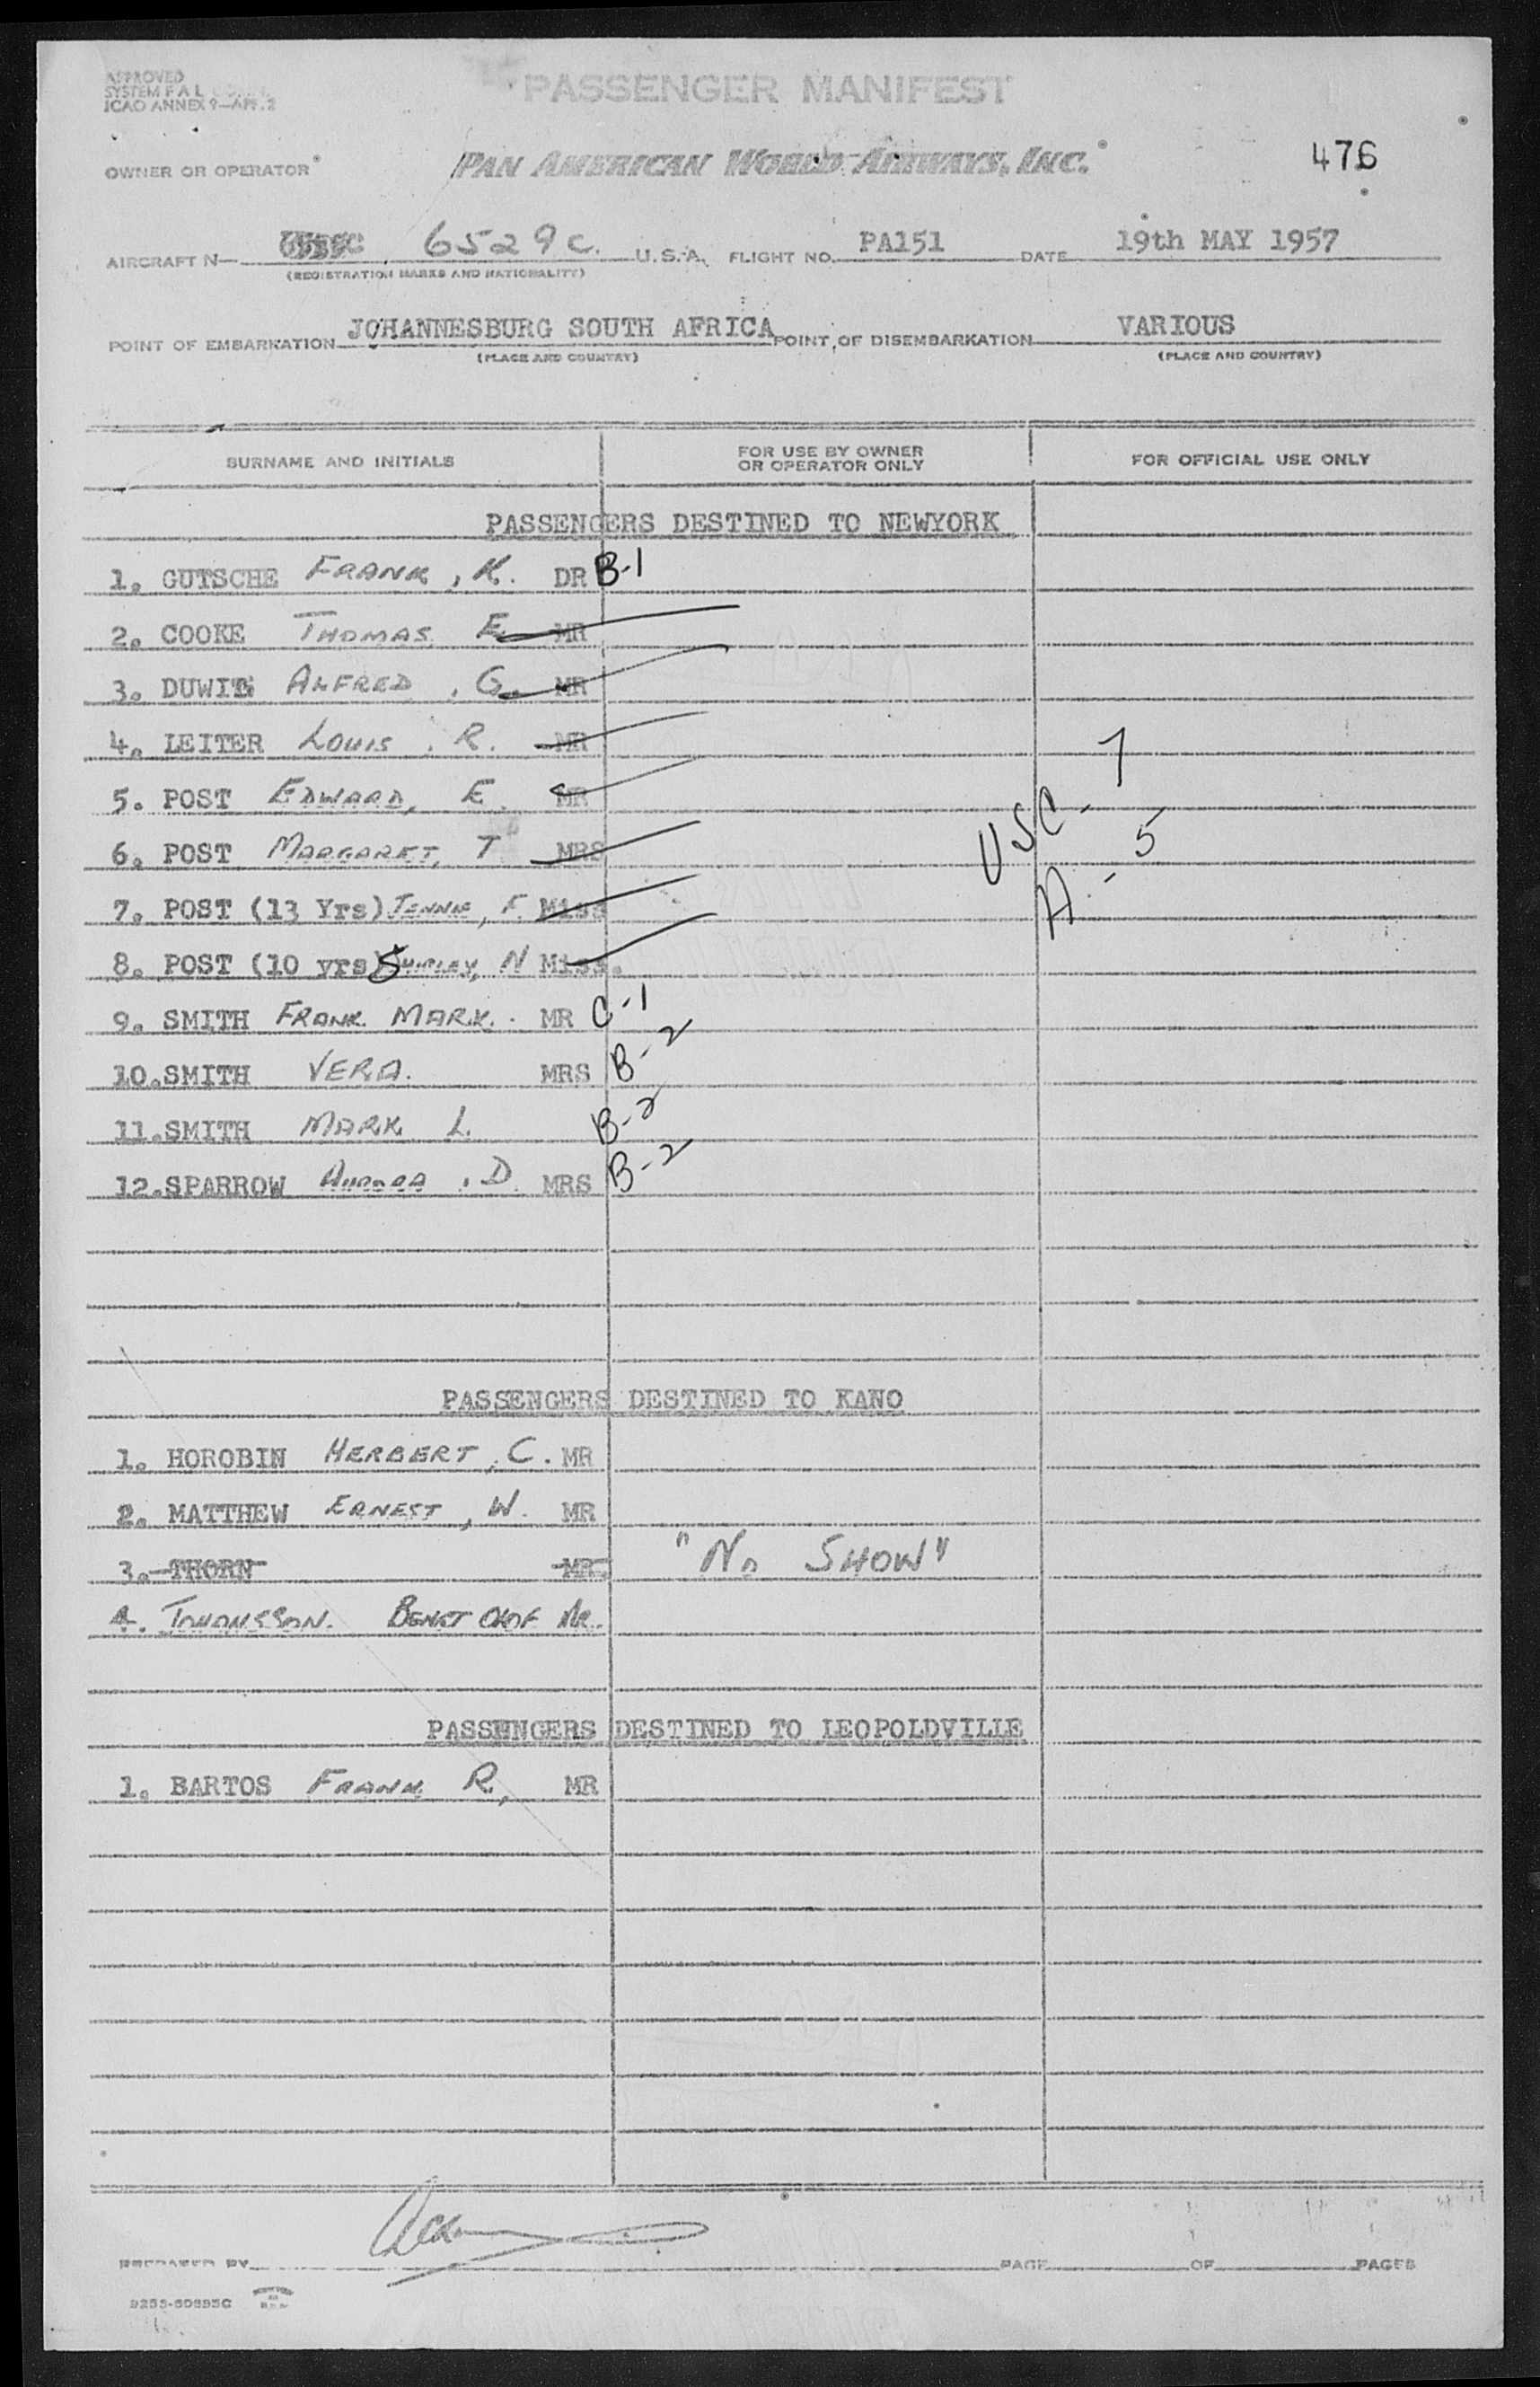 APPROVED
SYSTEM F A L
ICAO ANNEX 9—APP. 2
PASSENGER MANIFEST
OWNER OR OPERATOR
PAN AMERICAN WORLD AIRWAYS, INC.
476
AIRCRAFT N— 6529C. U.S.A. FLIGHT NO. PA151 DATE 19th MAY 1957
(REGISTRATION MARKS AND NATIONALITY)
POINT OF EMBARKATION JOHANNESBURG SOUTH AFRICA POINT OF DISEMBARKATION VARIOUS
(PLACE AND COUNTRY) (PLACE AND COUNTRY)
SURNAME AND INITIALS FOR USE BY OWNER OR OPERATOR ONLY FOR OFFICIAL USE ONLY
PASSENGERS DESTINED TO NEWYORK
1. GUTSCHE FRANK, K. DR B-1
2. COOKE THOMAS E. MR
3. DUWIT ALFRED, G. MR
4. LEITER LOUIS, R. MR
5. POST EDWARD, E. MR
6. POST MARGARET, T MRS
7. POST (13 Yrs) JENNIE, F. Miss
8. POST (10 yrs) SHIRLEY, N Miss.
USC - 7
A. - 5
9. SMITH FRANK MARK. MR C-1
10. SMITH VERA. MRS B-2
11. SMITH MARK L. B-2
12. SPARROW AURORA, D. MRS B-2
PASSENGERS DESTINED TO KANO
1. HOROBIN HERBERT, C. MR
2. MATTHEW ERNEST, W. MR
3. THORN MR "No SHOW"
4. JOHANSSON. BENGT OLOF MR.
PASSENGERS DESTINED TO LEOPOLDVILLE
1. BARTOS FRANK R, MR
PREPARED BY PAGE OF PAGES